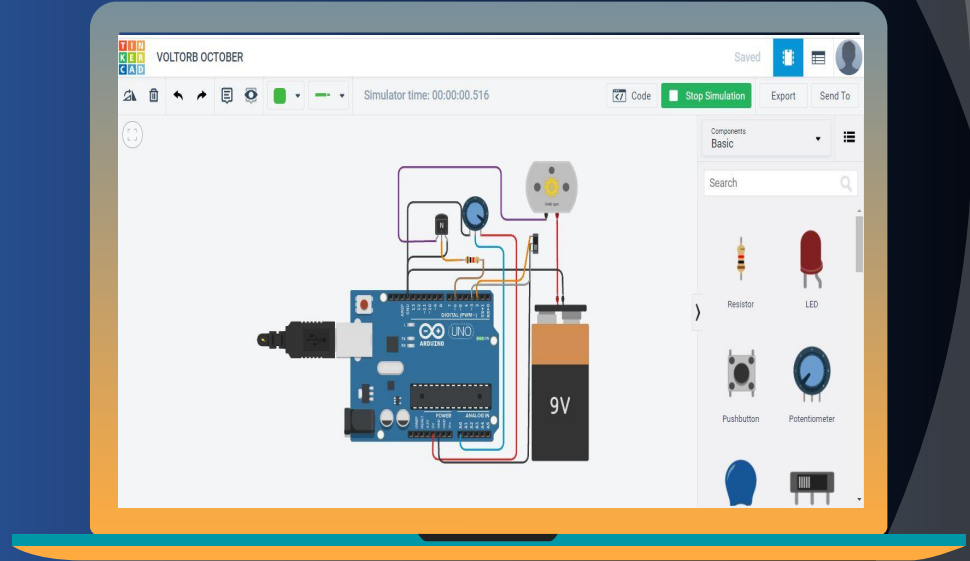 TIN
KER
CAD
VOLTORB OCTOBER
Saved
Simulator time: 00:00:00.516
Code
Stop Simulation
Export
Send To
Components
Basic
Search
Resistor
LED
Pushbutton
Potentiometer
N
DIGITAL (PWM~)
UNO
ARDUINO
POWER
ANALOG IN
9V